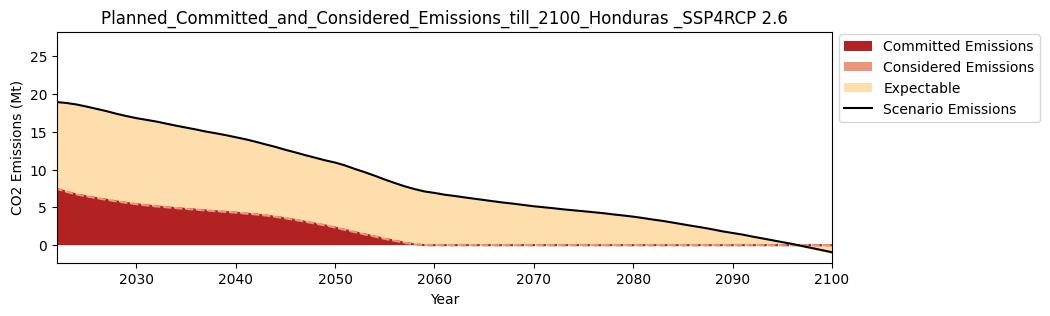 Planned_Committed_and_Considered_Emissions_till_2100_Honduras _SSP4RCP 2.6
CO2 Emissions (Mt)
25
20
15
10
5
0
2030 2040 2050 2060 2070 2080 2090 2100
Year
Committed Emissions
Considered Emissions
Expectable
Scenario Emissions